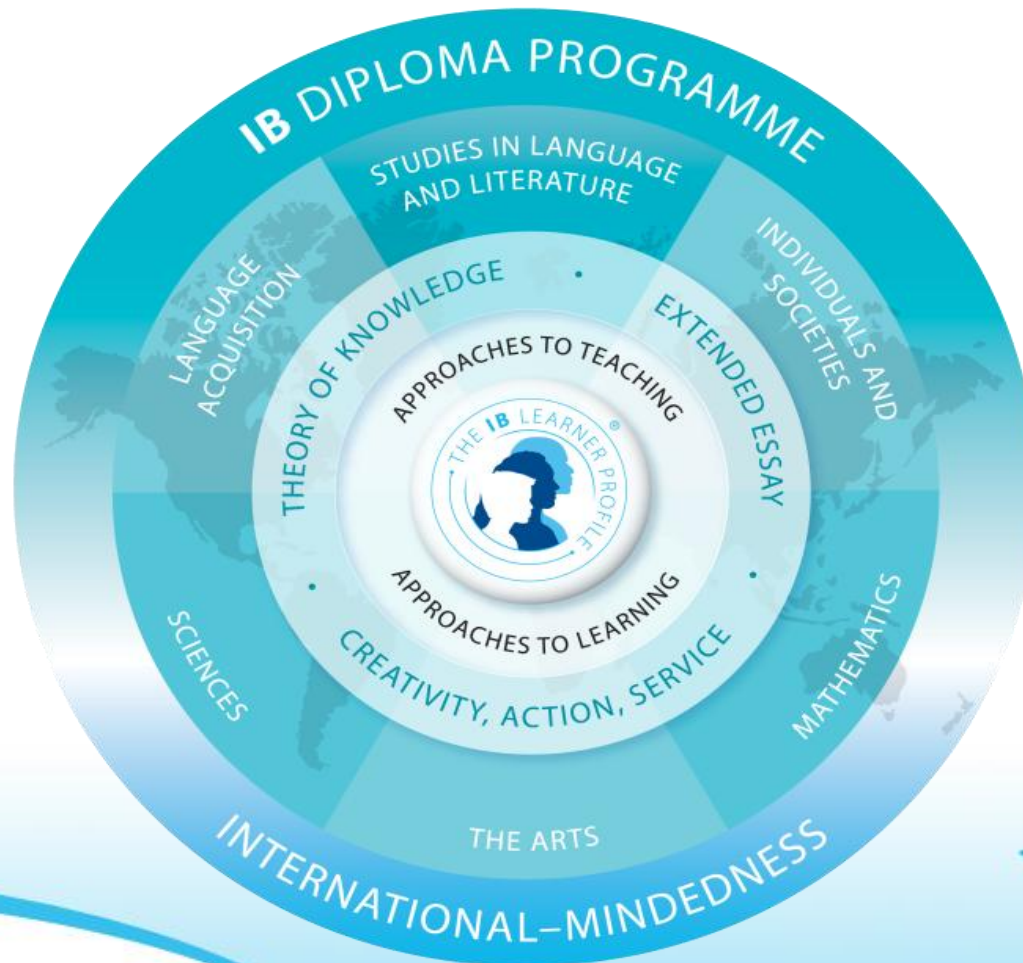 IB DIPLOMA PROGRAMME
STUDIES IN LANGUAGE
AND LITERATURE
LANGUAGE
ACQUISITION
INDIVIDUALS AND
SOCIETIES
THEORY OF KNOWLEDGE
•
EXTENDED ESSAY
APPROACHES TO TEACHING
• THE IB LEARNER PROFILE •
®
APPROACHES TO LEARNING
•
CREATIVITY, ACTION, SERVICE
•
SCIENCES
MATHEMATICS
THE ARTS
INTERNATIONAL–MINDEDNESS